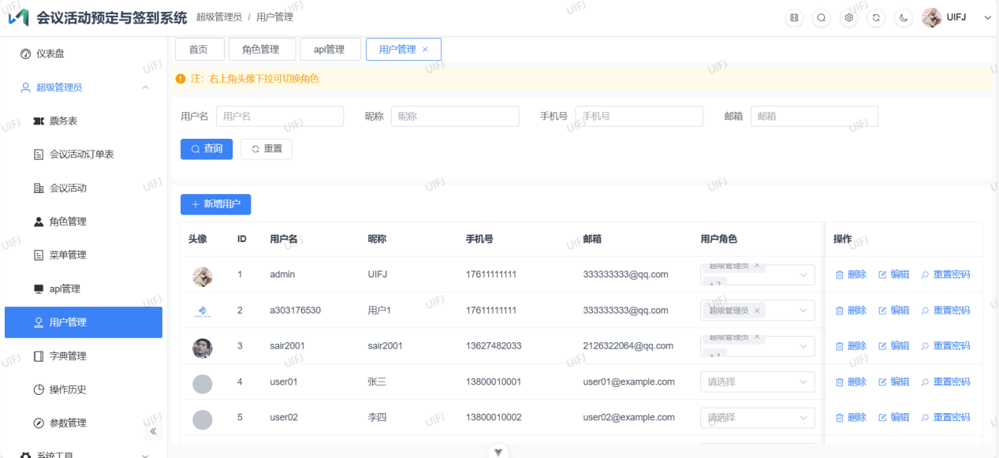 会议活动预定与签到系统 超级管理员 / 用户管理 UIFJ
仪表盘
超级管理员
票务表
会议活动订单表
会议活动
角色管理
菜单管理
api管理
用户管理
字典管理
操作历史
参数管理
系统工具
首页 角色管理 api管理 用户管理 ×
注：右上角头像下拉可切换角色
用户名 用户名 昵称 昵称 手机号 手机号 邮箱 邮箱
查询 重置
+ 新增用户
头像 ID 用户名 昵称 手机号 邮箱 用户角色 操作
1 admin UIFJ 17611111111 333333333@qq.com 超级管理员 × + 2 删除 编辑 重置密码
2 a303176530 用户1 17611111111 333333333@qq.com 超级管理员 × 删除 编辑 重置密码
3 sair2001 sair2001 13627482033 2126322064@qq.com 超级管理员 × + 1 删除 编辑 重置密码
4 user01 张三 13800010001 user01@example.com 请选择 删除 编辑 重置密码
5 user02 李四 13800010002 user02@example.com 请选择 删除 编辑 重置密码